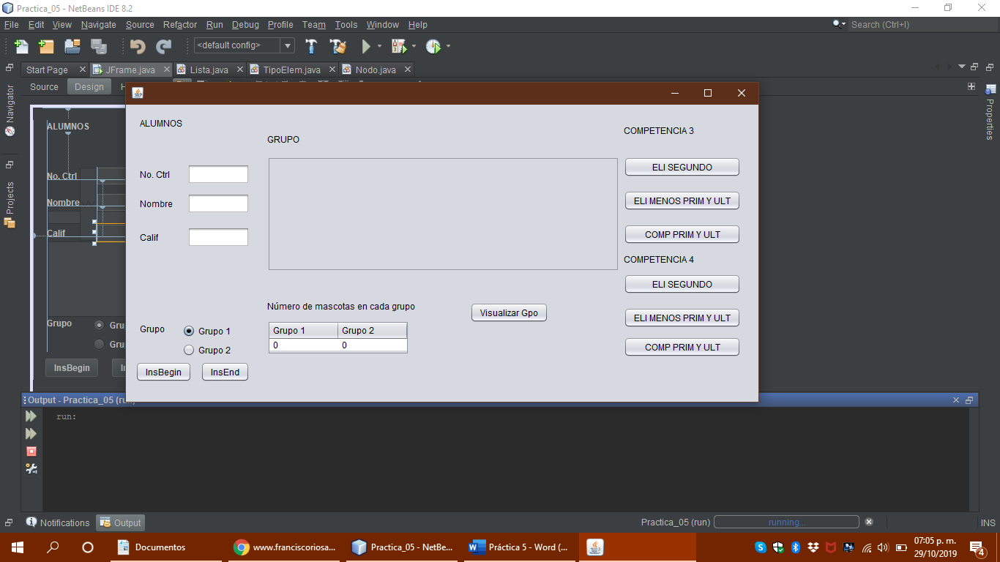 Practica_05 - NetBeans IDE 8.2
File Edit View Navigate Source Refactor Run Debug Profile Team Tools Window Help
Search (Ctrl+I)
<default config>
Start Page
JFrame.java
Lista.java
TipoElem.java
Nodo.java
Source Design H
Navigator
Projects
Properties
ALUMNOS
No. Ctrl
Nombre
Calif
Grupo
Gru
Gru
InsBegin
ALUMNOS
GRUPO
COMPETENCIA 3
No. Ctrl
ELI SEGUNDO
Nombre
ELI MENOS PRIM Y ULT
Calif
COMP PRIM Y ULT
COMPETENCIA 4
ELI SEGUNDO
Número de mascotas en cada grupo
Visualizar Gpo
ELI MENOS PRIM Y ULT
Grupo
Grupo 1
Grupo 2
Grupo 1 Grupo 2
0 0
COMP PRIM Y ULT
InsBegin InsEnd
Output - Practica_05 (run)
run:
Notifications Output
Practica_05 (run) running... INS
Documentos
www.franciscoriosa...
Practica_05 - NetBe...
Práctica 5 - Word (...
07:05 p. m.
29/10/2019
4